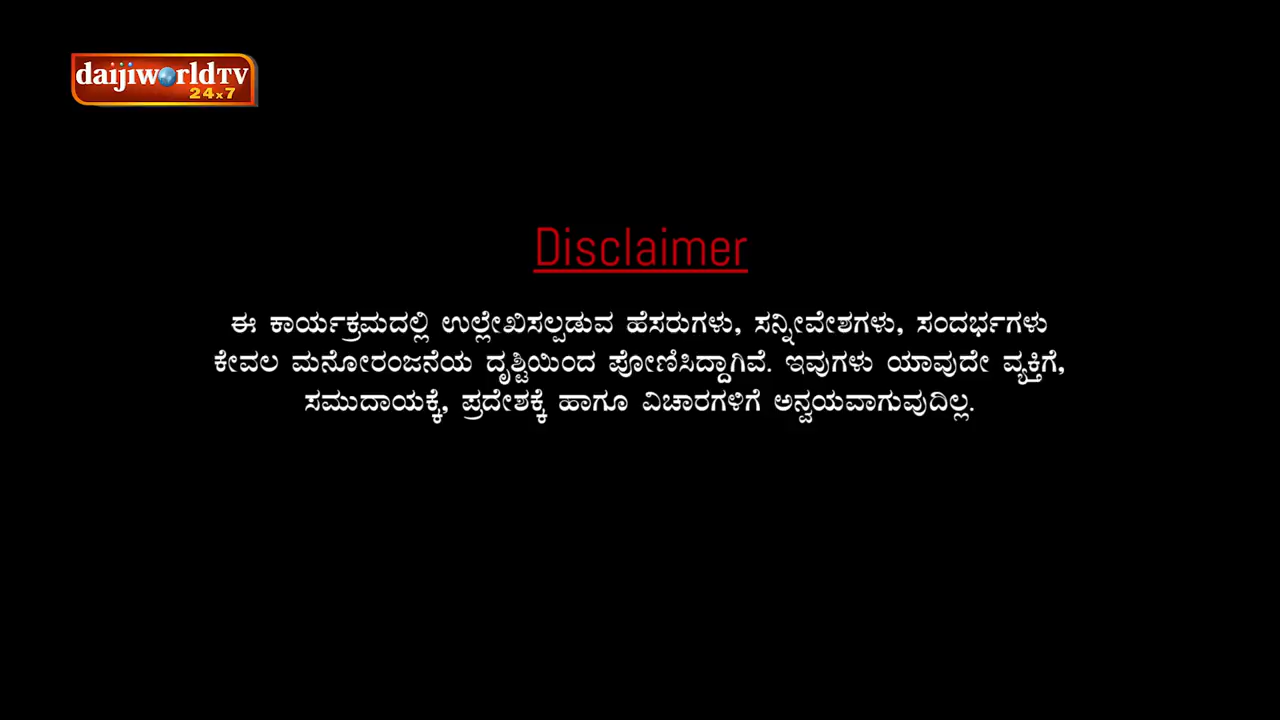 daijiworldTV
24x7
Disclaimer
ಈ ಕಾರ್ಯಕ್ರಮದಲ್ಲಿ ಉಲ್ಲೇಖಿಸಲ್ಪಡುವ ಹೆಸರುಗಳು, ಸನ್ನೀವೇಶಗಳು, ಸಂದರ್ಭಗಳು
ಕೇವಲ ಮನೋರಂಜನೆಯ ದೃಶ್ಟಿಯಿಂದ ಪೋಣಿಸಿದ್ದಾಗಿವೆ. ಇವುಗಳು ಯಾವುದೇ ವ್ಯಕ್ತಿಗೆ,
ಸಮುದಾಯಕ್ಕೆ, ಪ್ರದೇಶಕ್ಕೆ ಹಾಗೂ ವಿಚಾರಗಳಿಗೆ ಅನ್ವಯವಾಗುವುದಿಲ್ಲ.